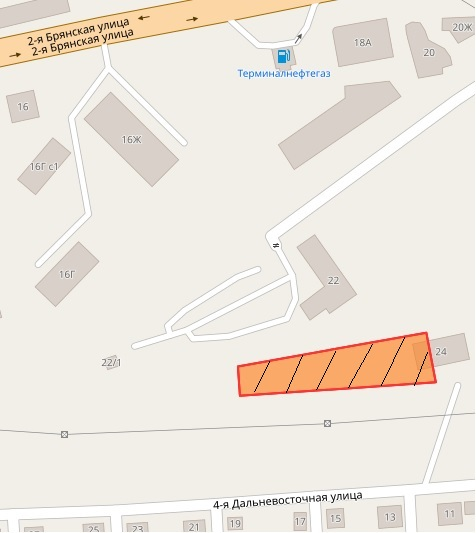 2-я Брянская улица
2-я Брянская улица
18А
20
20Ж
Терминалнефтегаз
16
16Ж
16Г с1
16Г
я
22
22/1
24
4-я Дальневосточная улица
25
23
21
19
17
15
13
11